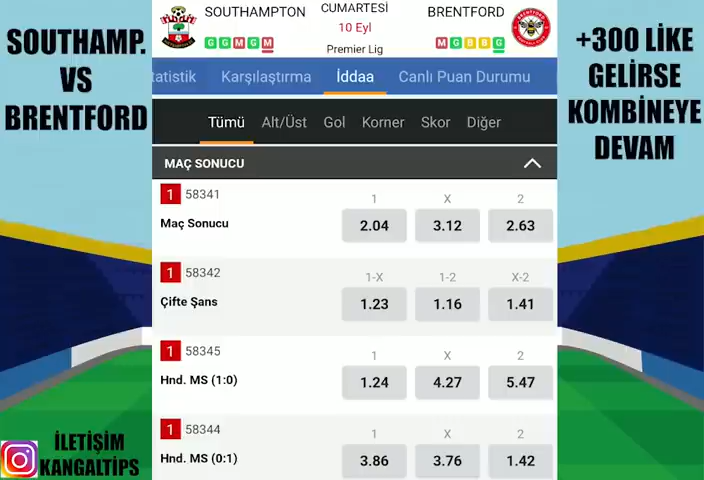 SOUTHAMP.
VS
BRENTFORD
SOUTHAMPTON
G G M G M
CUMARTESİ
10 Eyl
Premier Lig
BRENTFORD
M G B B G
+300 LİKE
GELİRSE
KOMBİNEYE
DEVAM
tatistik Karşılaştırma İddaa Canlı Puan Durumu
Tümü Alt/Üst Gol Korner Skor Diğer
MAÇ SONUCU
1 58341 1 X 2
Maç Sonucu 2.04 3.12 2.63
1 58342 1-X 1-2 X-2
Çifte Şans 1.23 1.16 1.41
1 58345 1 X 2
Hnd. MS (1:0) 1.24 4.27 5.47
1 58344 1 X 2
Hnd. MS (0:1) 3.86 3.76 1.42
İLETİŞİM
KANGALTİPS